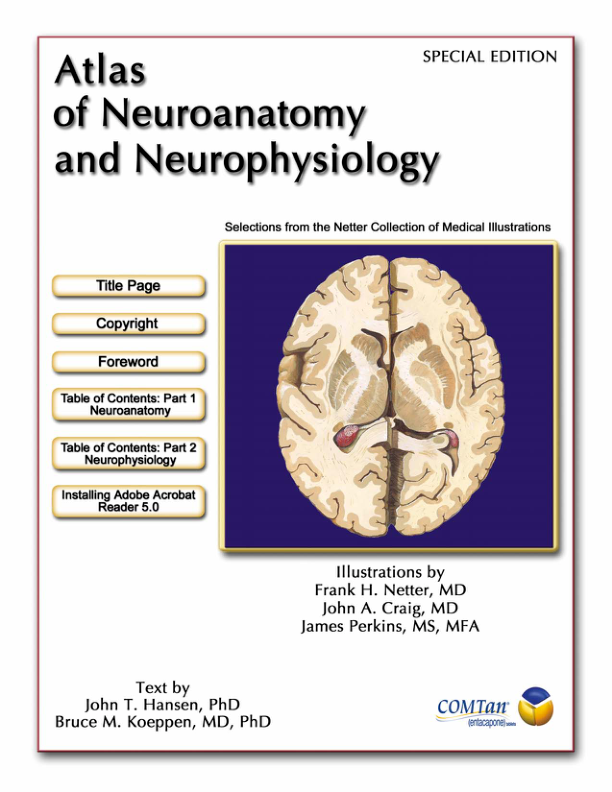 SPECIAL EDITION
Atlas
of Neuroanatomy
and Neurophysiology
Selections from the Netter Collection of Medical Illustrations
Title Page
Copyright
Foreword
Table of Contents: Part 1
Neuroanatomy
Table of Contents: Part 2
Neurophysiology
Installing Adobe Acrobat
Reader 5.0
Illustrations by
Frank H. Netter, MD
John A. Craig, MD
James Perkins, MS, MFA
Text by
John T. Hansen, PhD
Bruce M. Koeppen, MD, PhD
COMTan®
(entacapone) tablets